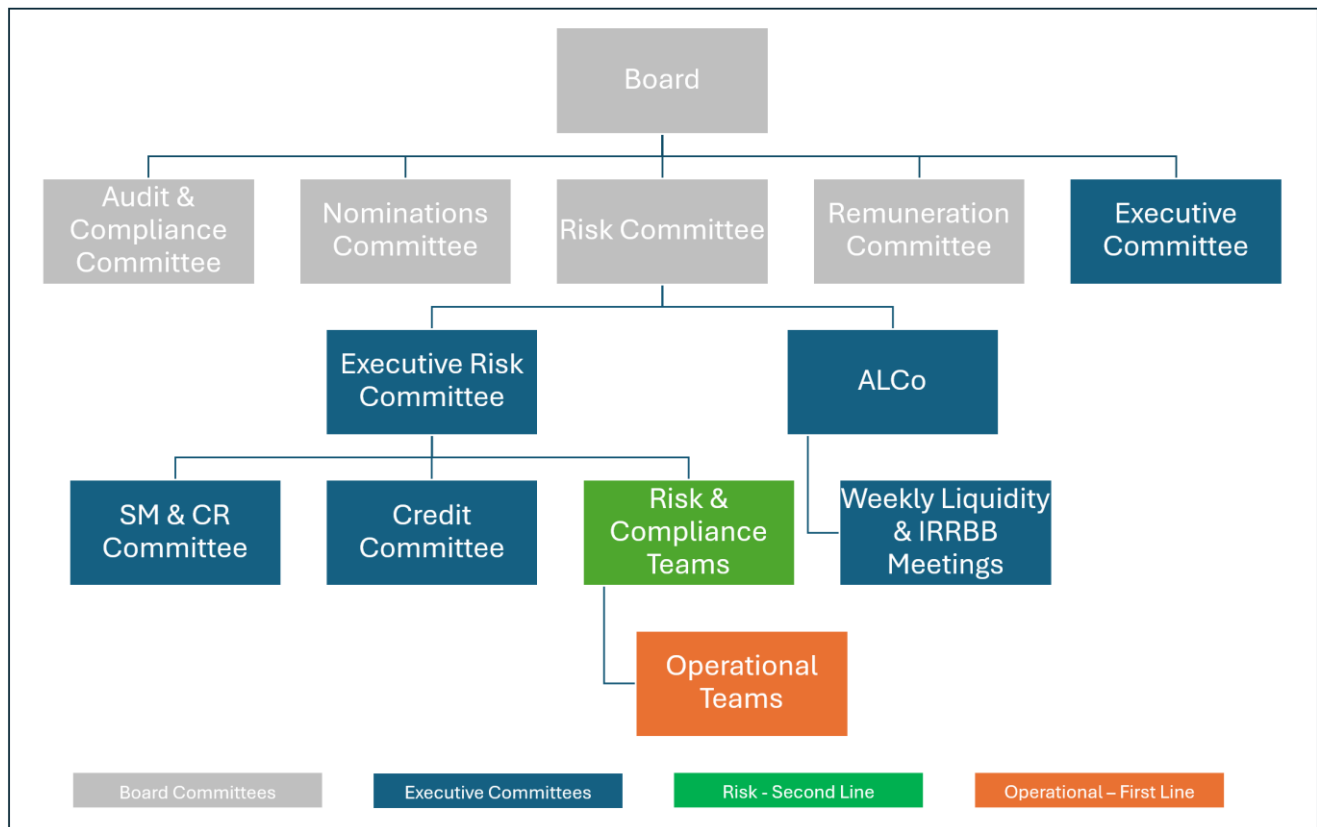 Board
Audit &
Compliance
Committee
Nominations
Committee
Risk Committee
Remuneration
Committee
Executive
Committee
Executive Risk
Committee
ALCo
SM & CR
Committee
Credit
Committee
Risk &
Compliance
Teams
Weekly Liquidity
& IRRBB
Meetings
Operational
Teams
Board Committees
Executive Committees
Risk - Second Line
Operational – First Line